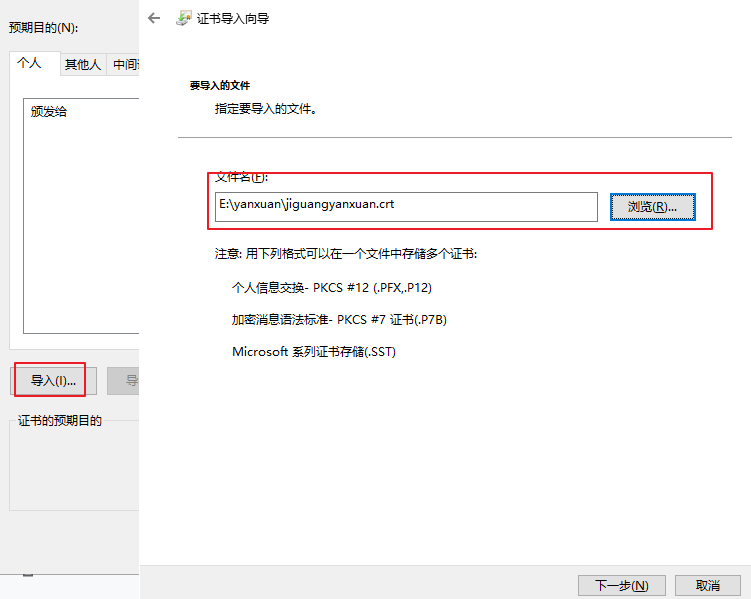 预期目的(N):
个人
其他人
颁发给
导入(I)...
证书的预期目的
证书导入向导
要导入的文件
指定要导入的文件。
文件名(F):
E:\yanxuan\jiguangyanxuan.crt
浏览(R)...
注意: 用下列格式可以在一个文件中存储多个证书:
个人信息交换- PKCS #12 (.PFX,.P12)
加密消息语法标准- PKCS #7 证书(.P7B)
Microsoft 系列证书存储(.SST)
下一步(N)
取消